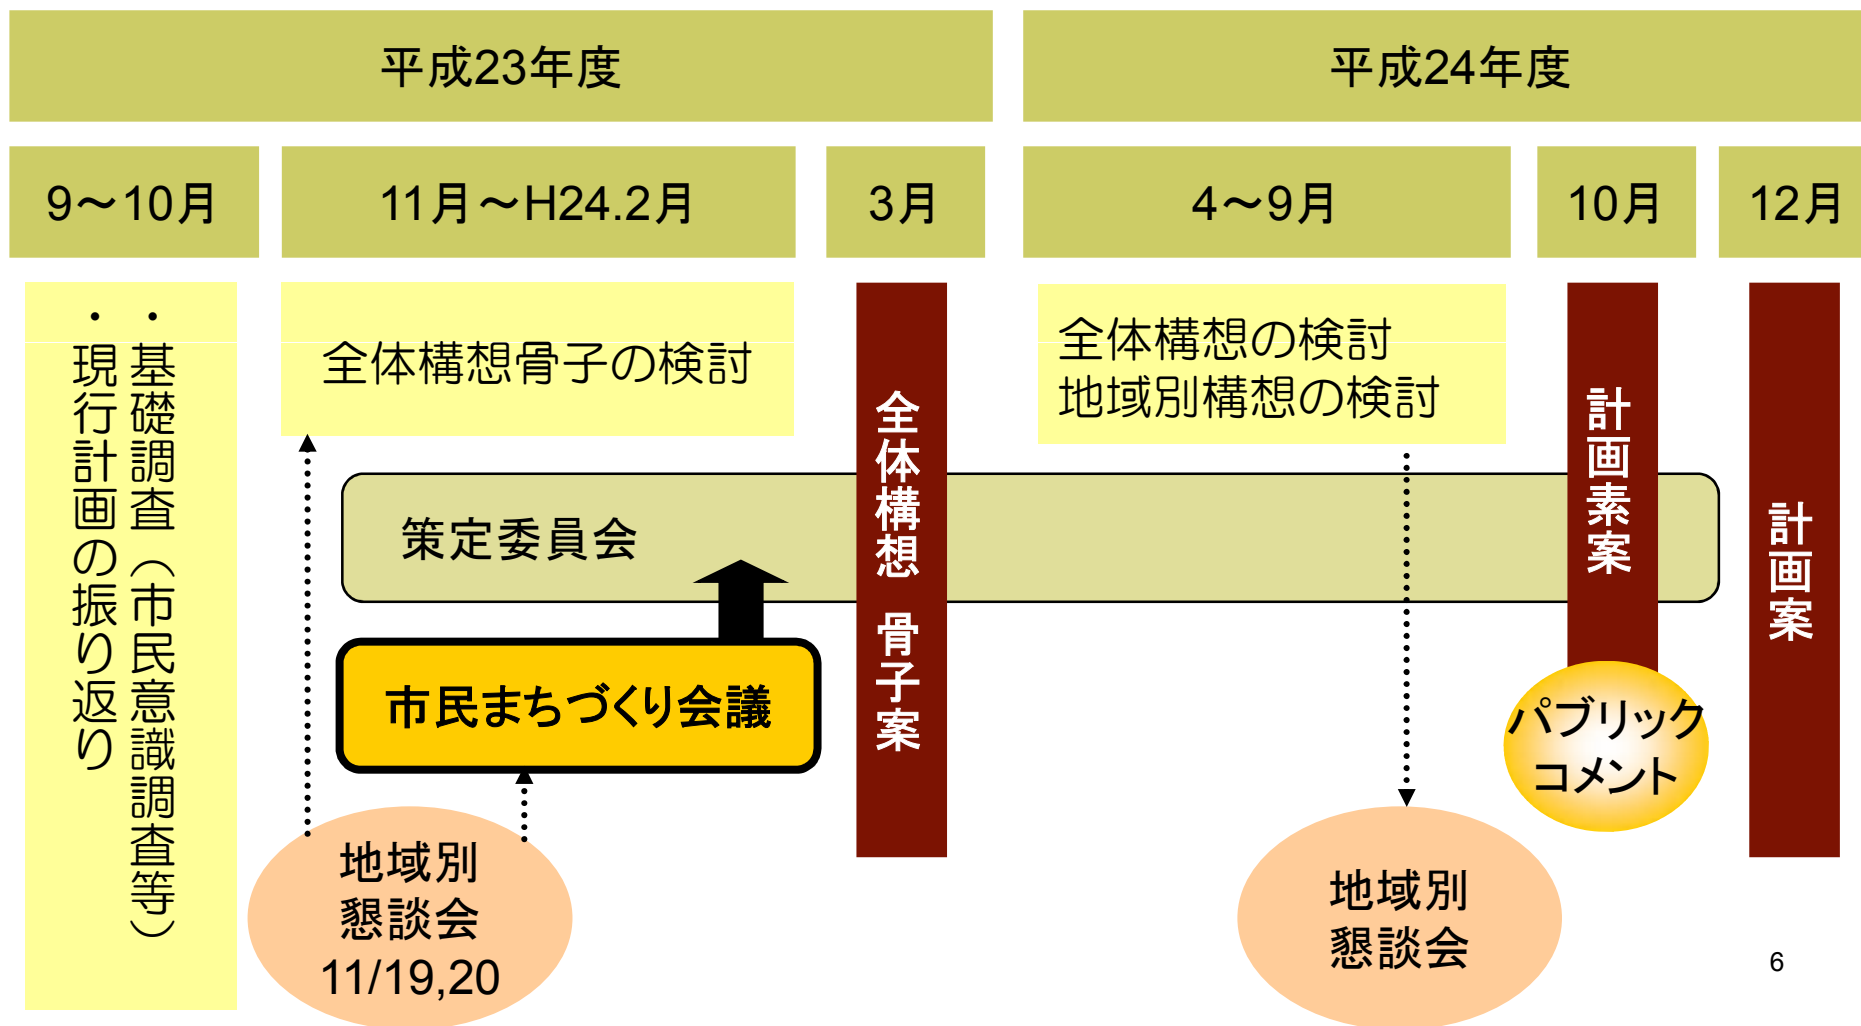 平成23年度
平成24年度
9～10月
11月～H24.2月
3月
4～9月
10月
12月
・基礎調査（市民意識調査等）
・現行計画の振り返り
全体構想骨子の検討
全体構想の検討
地域別構想の検討
策定委員会
市民まちづくり会議
全体構想　骨子案
計画素案
計画案
パブリック
コメント
地域別
懇談会
11/19,20
地域別
懇談会
6